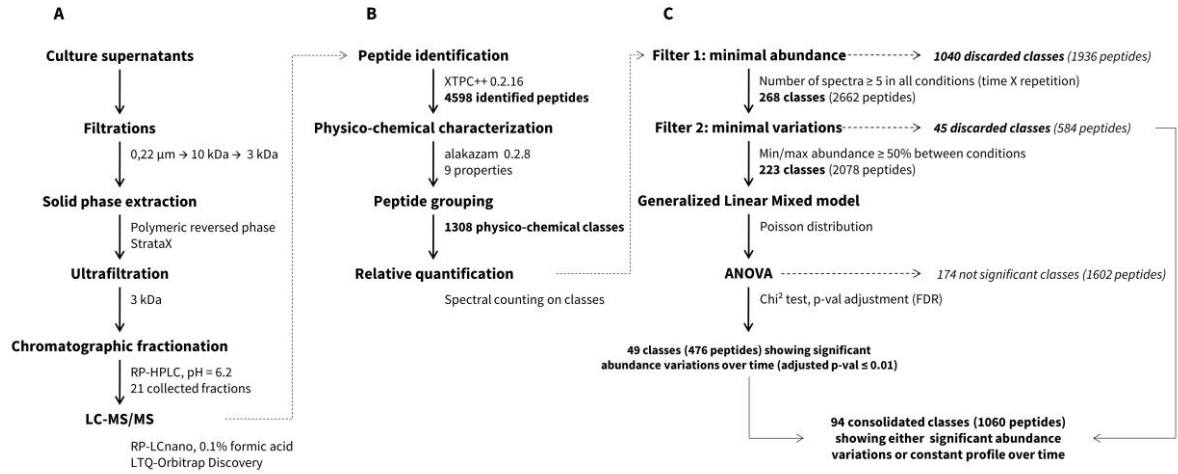 A
Culture supernatants
Filtrations
0,22 µm → 10 kDa → 3 kDa
Solid phase extraction
Polymeric reversed phase
StrataX
Ultrafiltration
3 kDa
Chromatographic fractionation
RP-HPLC, pH = 6.2
21 collected fractions
LC-MS/MS
RP-LCnano, 0.1% formic acid
LTQ-Orbitrap Discovery
B
Peptide identification
XTPC++ 0.2.16
4598 identified peptides
Physico-chemical characterization
alakazam 0.2.8
9 properties
Peptide grouping
1308 physico-chemical classes
Relative quantification
Spectral counting on classes
C
Filter 1: minimal abundance
1040 discarded classes (1936 peptides)
Number of spectra ≥ 5 in all conditions (time X repetition)
268 classes (2662 peptides)
Filter 2: minimal variations
45 discarded classes (584 peptides)
Min/max abundance ≥ 50% between conditions
223 classes (2078 peptides)
Generalized Linear Mixed model
Poisson distribution
ANOVA
174 not significant classes (1602 peptides)
Chi² test, p-val adjustment (FDR)
49 classes (476 peptides) showing significant
abundance variations over time (adjusted p-val ≤ 0.01)
94 consolidated classes (1060 peptides)
showing either significant abundance
variations or constant profile over time